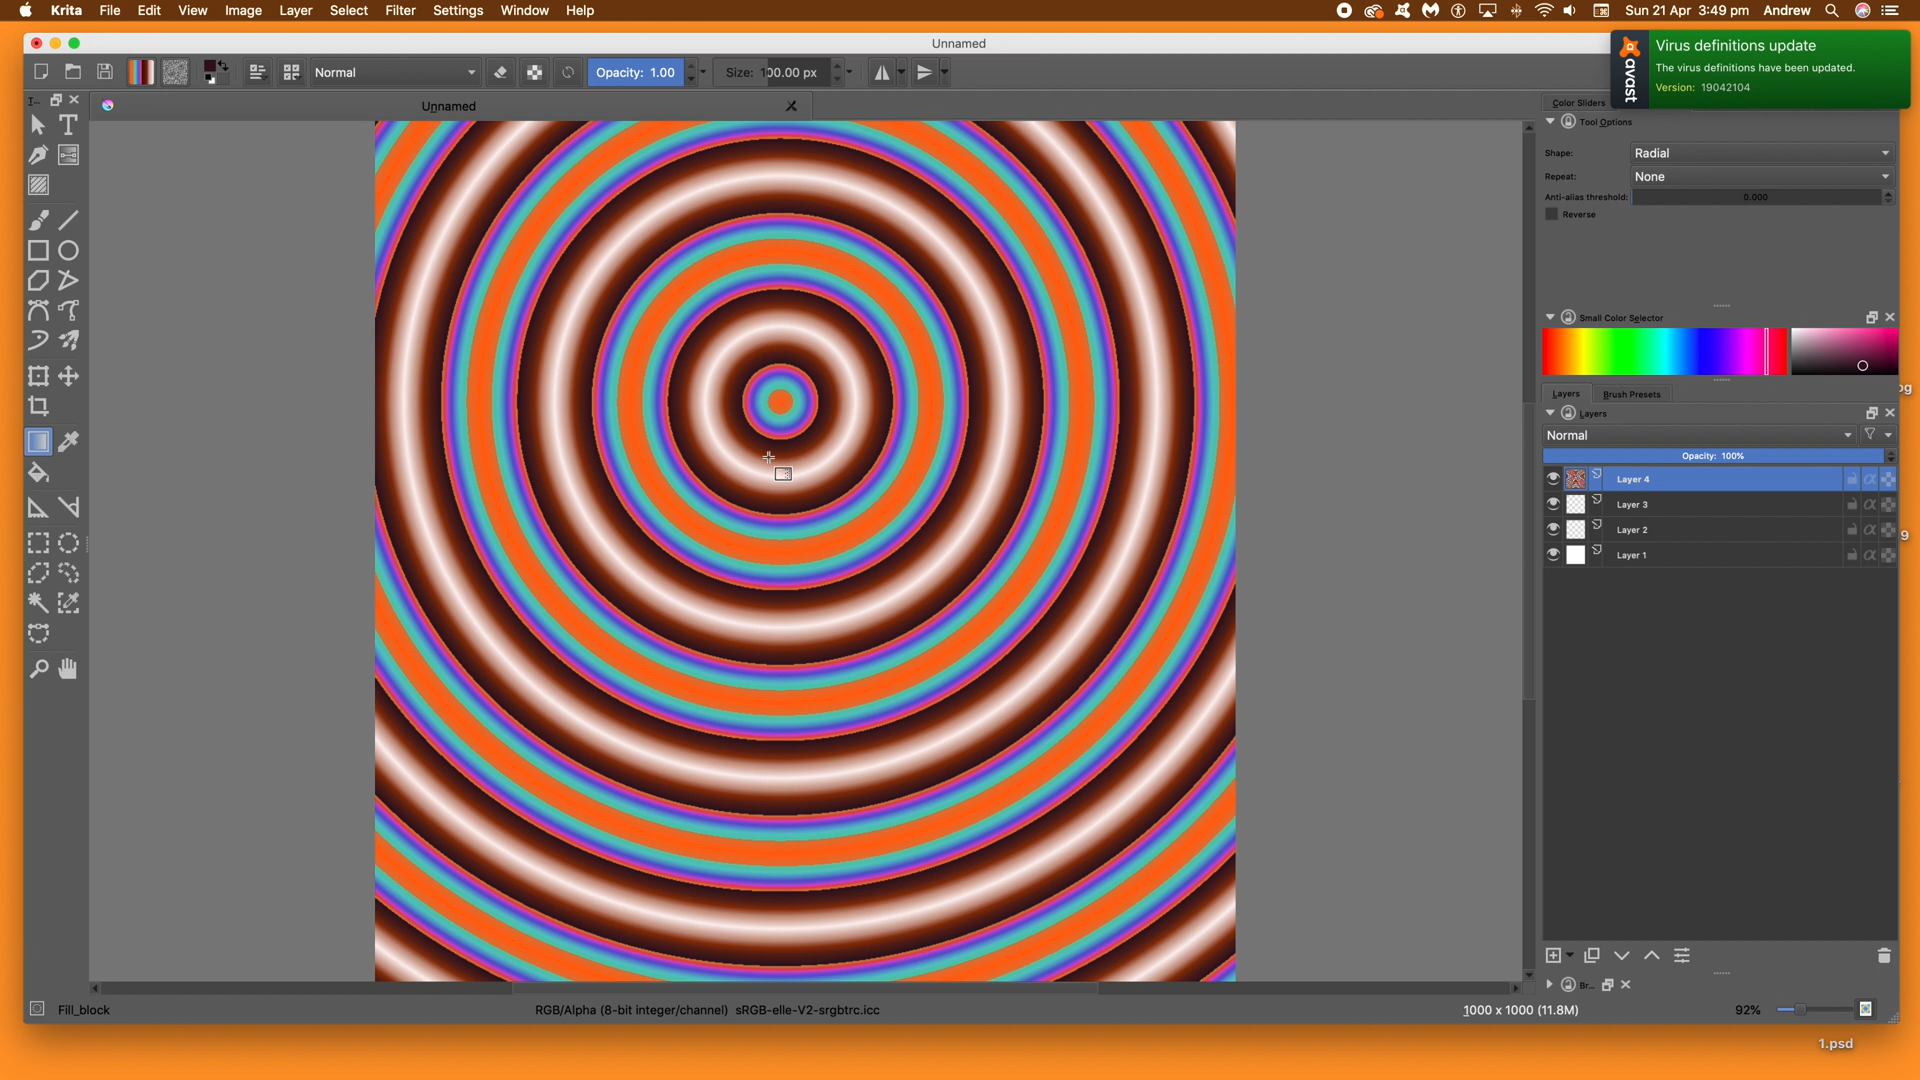 Krita File Edit View Image Layer Select Filter Settings Window Help
Sun 21 Apr 3:49 pm Andrew
Unnamed
Virus definitions update
The virus definitions have been updated.
Version: 19042104
avast
Normal
Opacity: 1.00
Size: 100.00 px
T...
Unnamed
Color Sliders
Tool Options
Shape: Radial
Repeat: None
Anti-alias threshold: 0.000
Reverse
Small Color Selector
Layers Brush Presets
Layers
Normal
Opacity: 100%
Layer 4
Layer 3
Layer 2
Layer 1
Br...
Fill_block
RGB/Alpha (8-bit integer/channel) sRGB-elle-V2-srgbtrc.icc
1000 x 1000 (11.8M)
92%
1.psd